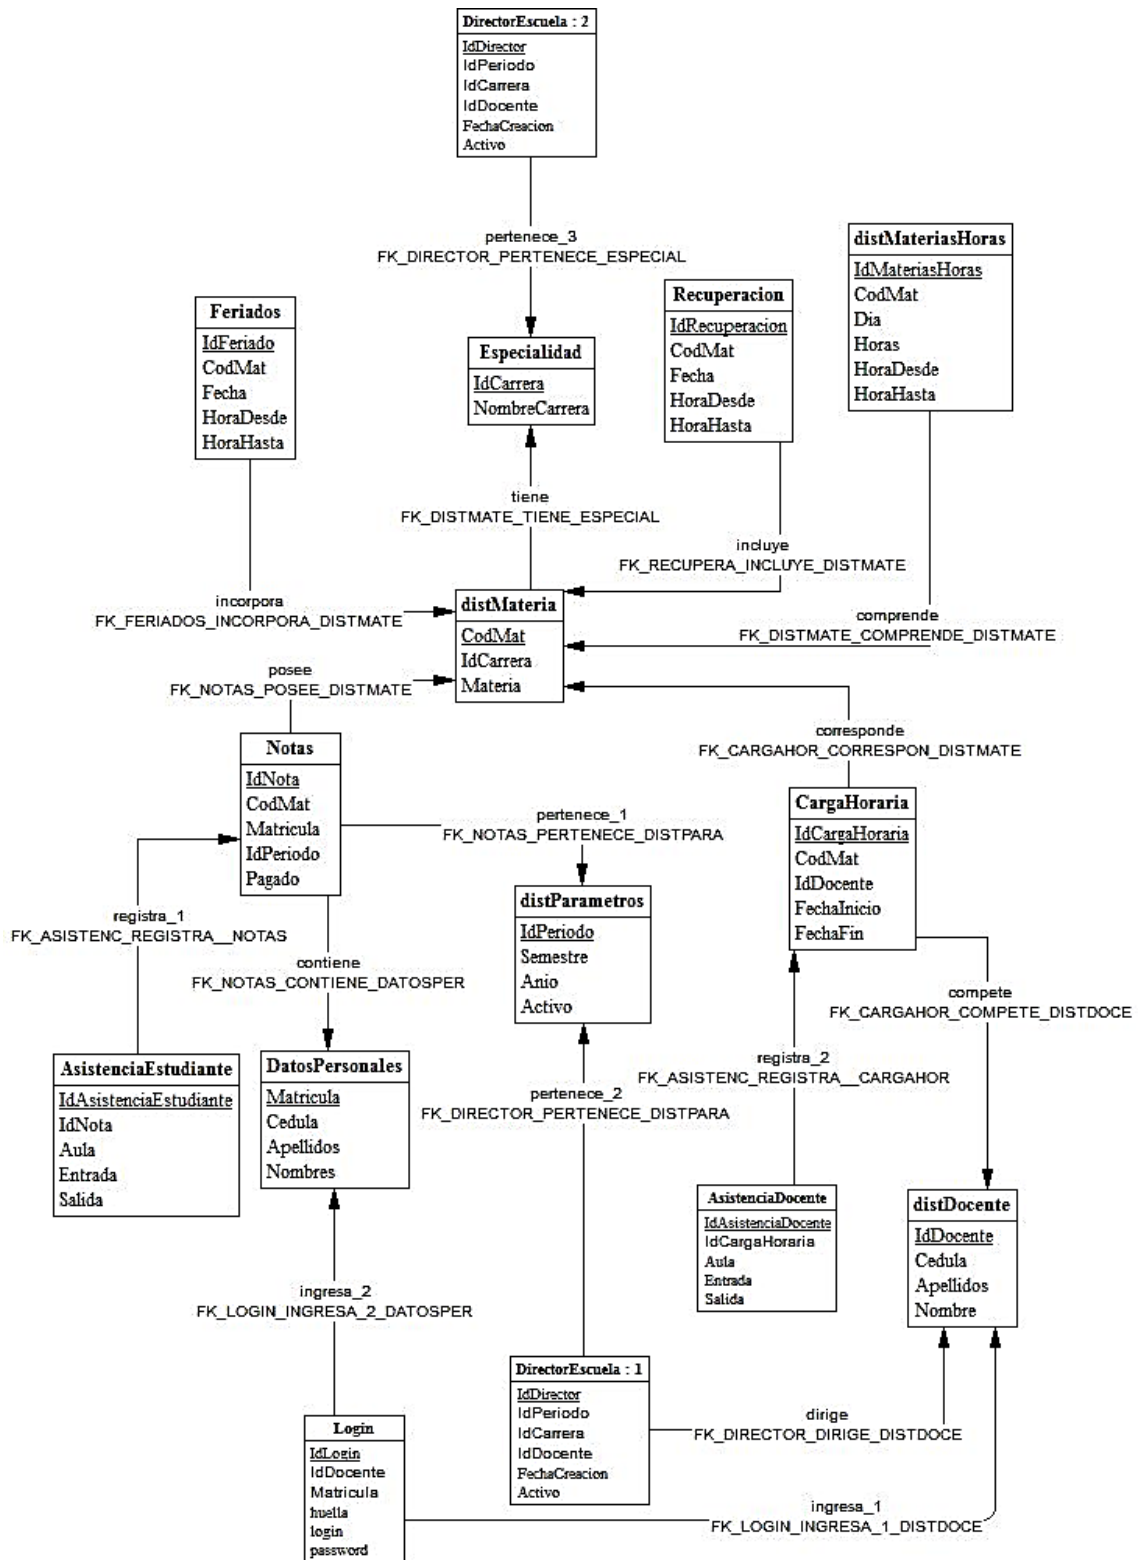 DirectorEscuela : 2
IdDirector
IdPeriodo
IdCarrera
IdDocente
FechaCreacion
Activo
pertenece_3
FK_DIRECTOR_PERTENECE_ESPECIAL
distMateriasHoras
IdMateriasHoras
CodMat
Dia
Horas
HoraDesde
HoraHasta
Recuperacion
IdRecuperacion
CodMat
Fecha
HoraDesde
HoraHasta
Feriados
IdFeriado
CodMat
Fecha
HoraDesde
HoraHasta
Especialidad
IdCarrera
NombreCarrera
tiene
FK_DISTMATE_TIENE_ESPECIAL
incluye
FK_RECUPERA_INCLUYE_DISTMATE
incorpora
FK_FERIADOS_INCORPORA_DISTMATE
distMateria
CodMat
IdCarrera
Materia
comprende
FK_DISTMATE_COMPRENDE_DISTMATE
posee
FK_NOTAS_POSEE_DISTMATE
corresponde
FK_CARGAHOR_CORRESPON_DISTMATE
Notas
IdNota
CodMat
Matricula
IdPeriodo
Pagado
pertenece_1
FK_NOTAS_PERTENECE_DISTPARA
CargaHoraria
IdCargaHoraria
CodMat
IdDocente
FechaInicio
FechaFin
distParametros
IdPeriodo
Semestre
Anio
Activo
registra_1
FK_ASISTENC_REGISTRA__NOTAS
contiene
FK_NOTAS_CONTIENE_DATOSPER
compete
FK_CARGAHOR_COMPETE_DISTDOCE
registra_2
FK_ASISTENC_REGISTRA__CARGAHOR
AsistenciaEstudiante
IdAsistenciaEstudiante
IdNota
Aula
Entrada
Salida
DatosPersonales
Matricula
Cedula
Apellidos
Nombres
pertenece_2
FK_DIRECTOR_PERTENECE_DISTPARA
AsistenciaDocente
IdAsistenciaDocente
IdCargaHoraria
Aula
Entrada
Salida
distDocente
IdDocente
Cedula
Apellidos
Nombre
ingresa_2
FK_LOGIN_INGRESA_2_DATOSPER
DirectorEscuela : 1
IdDirector
IdPeriodo
IdCarrera
IdDocente
FechaCreacion
Activo
dirige
FK_DIRECTOR_DIRIGE_DISTDOCE
Login
IdLogin
IdDocente
Matricula
huella
login
password
ingresa_1
FK_LOGIN_INGRESA_1_DISTDOCE